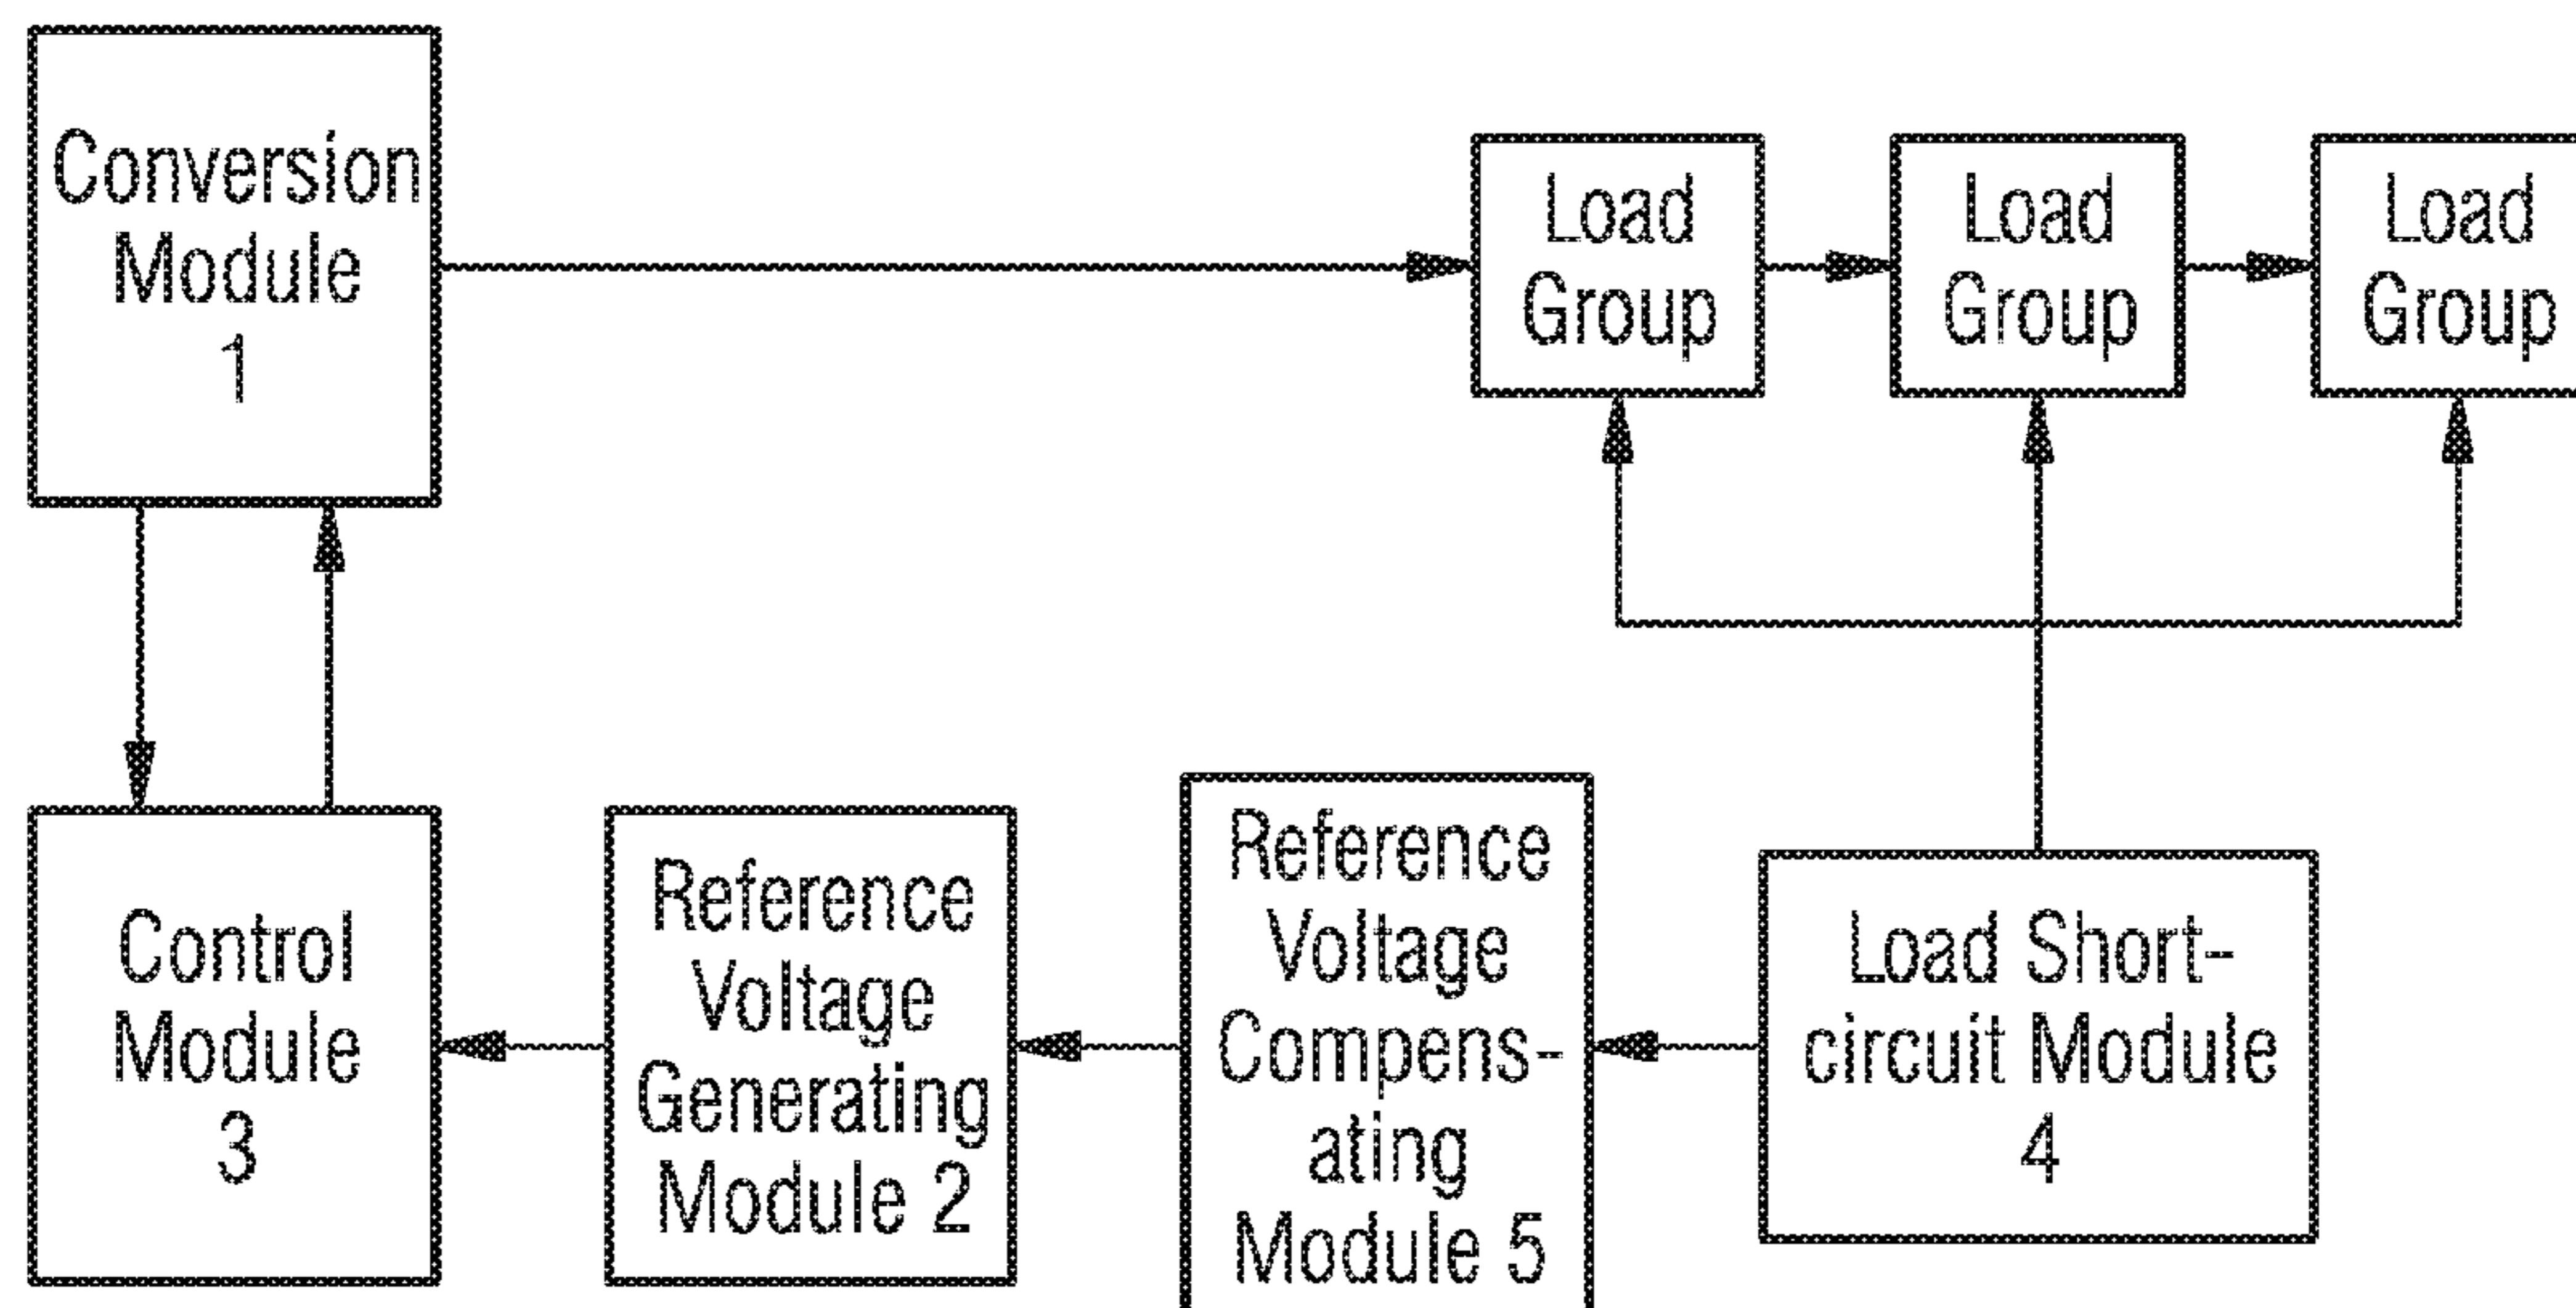 Conversion
Module
1
Load
Group
Load
Group
Load
Group
Control
Module
3
Reference
Voltage
Generating
Module 2
Reference
Voltage
Compens-
ating
Module 5
Load Short-
circuit Module
4